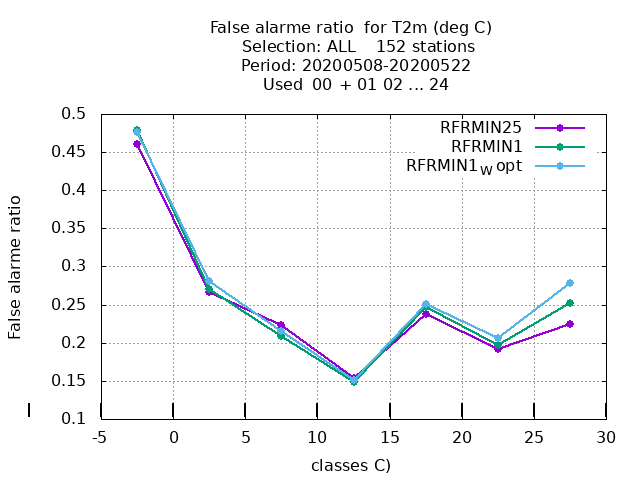 False alarme ratio  for T2m (deg C)
Selection: ALL    152 stations
Period: 20200508-20200522
Used  00 + 01 02 ... 24
RFRMIN25
RFRMIN1
RFRMIN1W opt
False alarme ratio
0.5
0.45
0.4
0.35
0.3
0.25
0.2
0.15
0.1
-5 0 5 10 15 20 25 30
classes C)